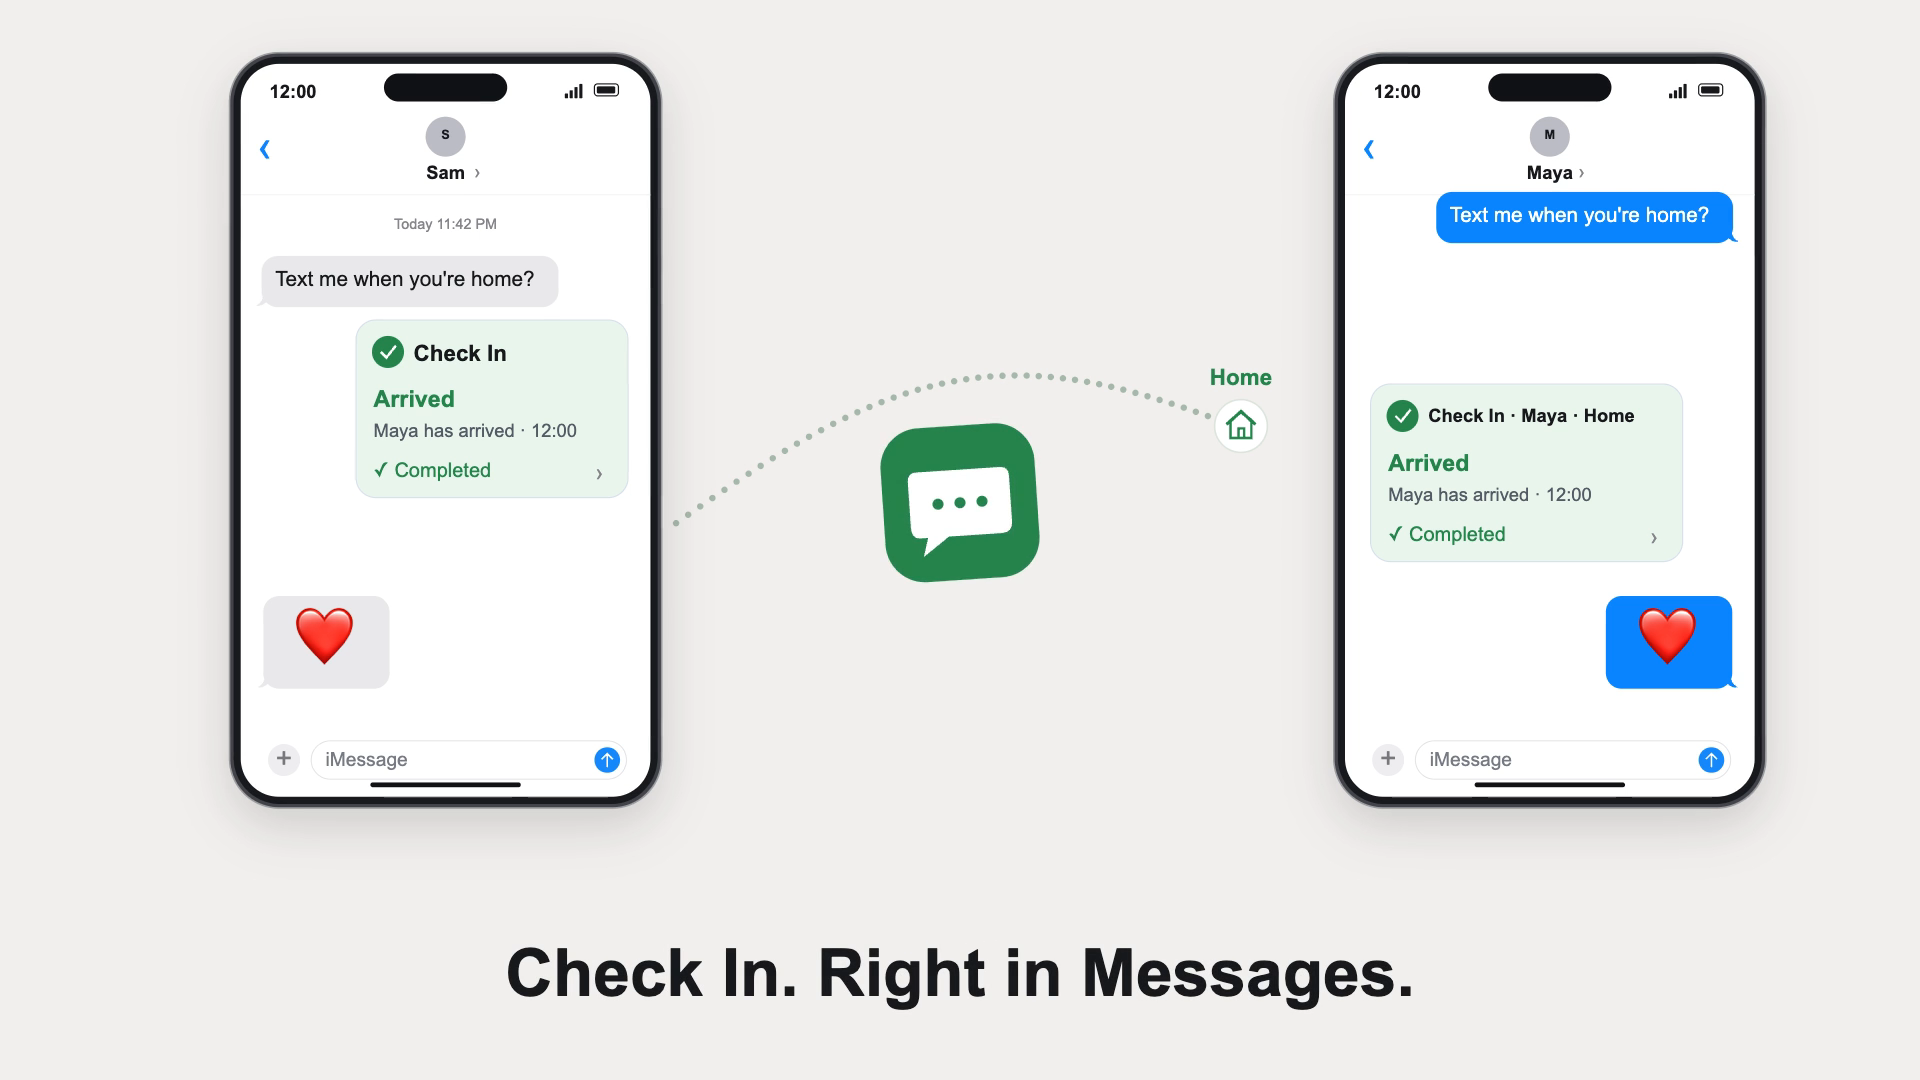 12:00
S
Sam ›
Today 11:42 PM
Text me when you're home?
Check In
Arrived
Maya has arrived · 12:00
✓ Completed ›
iMessage
Home
12:00
M
Maya ›
Text me when you're home?
Check In · Maya · Home
Arrived
Maya has arrived · 12:00
✓ Completed ›
iMessage
Check In. Right in Messages.